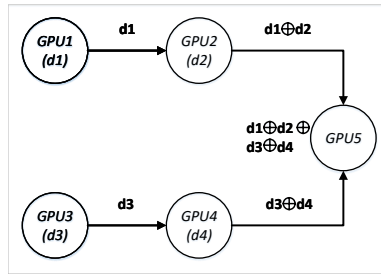 d1
d1⊕d2
GPU1
(d1)
GPU2
(d2)
d1⊕d2 ⊕
d3⊕d4
GPU5
d3
d3⊕d4
GPU3
(d3)
GPU4
(d4)